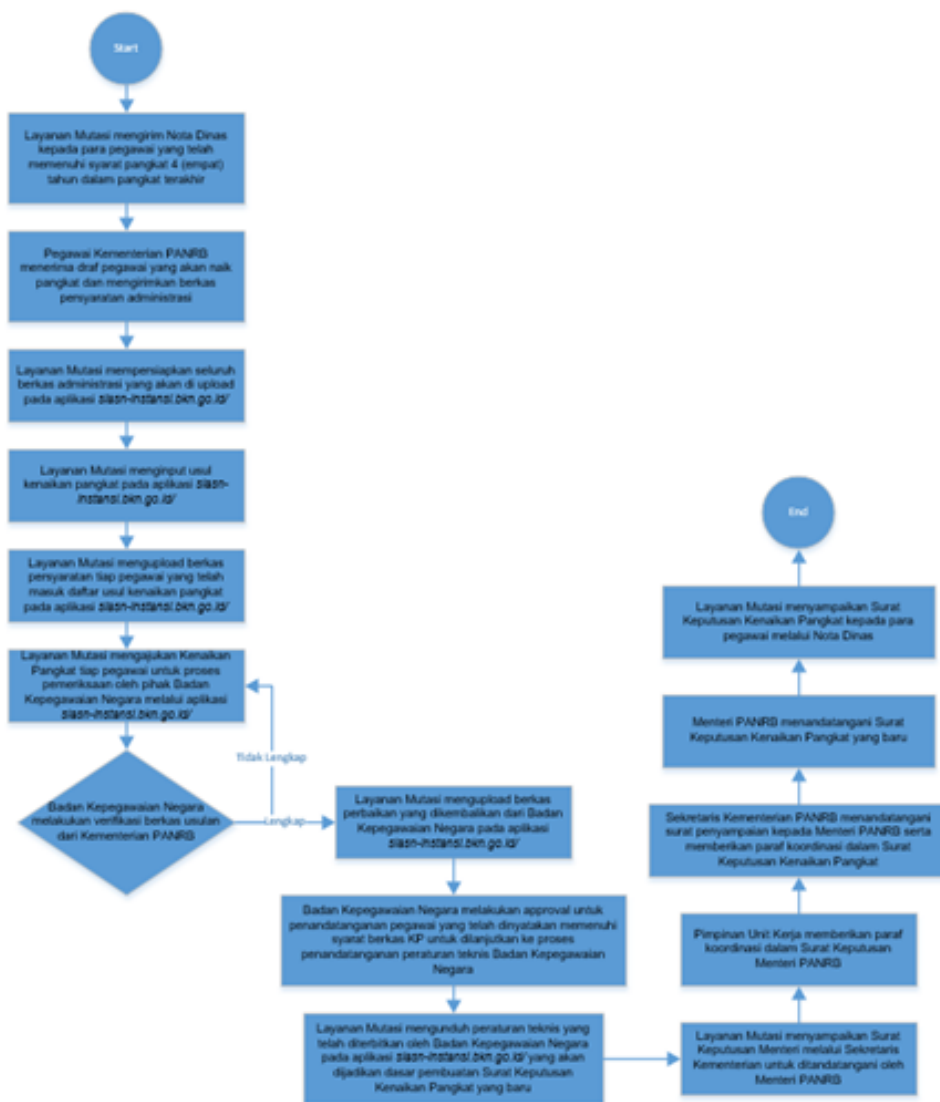 Start
Layanan Mutasi mengirim Nota Dinas
kepada para pegawai yang telah
memenuhi syarat pangkat 4 (empat)
tahun dalam pangkat terakhir
Pegawai Kementerian PANRB
menerima draf pegawai yang akan naik
pangkat dan mengirimkan berkas
persyaratan administrasi
Layanan Mutasi mempersiapkan seluruh
berkas administrasi yang akan di upload
pada aplikasi siasn-instansi.bkn.go.id/
Layanan Mutasi menginput usul
kenaikan pangkat pada aplikasi siasn-
instansi.bkn.go.id/
Layanan Mutasi mengupload berkas
persyaratan tiap pegawai yang telah
masuk daftar usul kenaikan pangkat
pada aplikasi siasn-instansi.bkn.go.id/
Layanan Mutasi mengajukan Kenaikan
Pangkat tiap pegawai untuk proses
pemeriksaan oleh pihak Badan
Kepegawaian Negara melalui aplikasi
siasn-instansi.bkn.go.id/
Tidak Lengkap
Badan Kepegawaian Negara
melakukan verifikasi berkas usulan
dari Kementerian PANRB
Lengkap
Layanan Mutasi mengupload berkas
perbaikan yang dikembalikan dari Badan
Kepegawaian Negara pada aplikasi
siasn-instansi.bkn.go.id/
Badan Kepegawaian Negara melakukan approval untuk
penandatanganan pegawai yang telah dinyatakan memenuhi
syarat berkas KP untuk dilanjutkan ke proses
penandatanganan peraturan teknis Badan Kepegawaian
Negara
Layanan Mutasi mengunduh peraturan teknis yang
telah diterbitkan oleh Badan Kepegawaian Negara
pada aplikasi siasn-instansi.bkn.go.id/ yang akan
dijadikan dasar pembuatan Surat Keputusan
Kenaikan Pangkat yang baru
Layanan Mutasi menyampaikan Surat
Keputusan Menteri melalui Sekretaris
Kementerian untuk ditandatangani oleh
Menteri PANRB
Pimpinan Unit Kerja memberikan paraf
koordinasi dalam Surat Keputusan
Menteri PANRB
Sekretaris Kementerian PANRB menandatangani
surat penyampaian kepada Menteri PANRB serta
memberikan paraf koordinasi dalam Surat
Keputusan Kenaikan Pangkat
Menteri PANRB menandatangani Surat
Keputusan Kenaikan Pangkat yang baru
Layanan Mutasi menyampaikan Surat
Keputusan Kenaikan Pangkat kepada para
pegawai melalui Nota Dinas
End